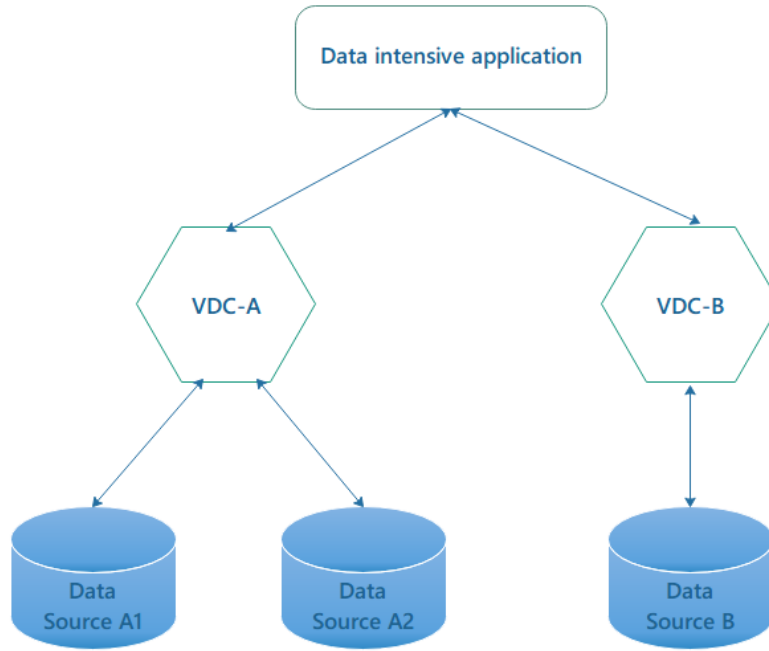 Data intensive application
VDC-A
VDC-B
Data
Source A1
Data
Source A2
Data
Source B